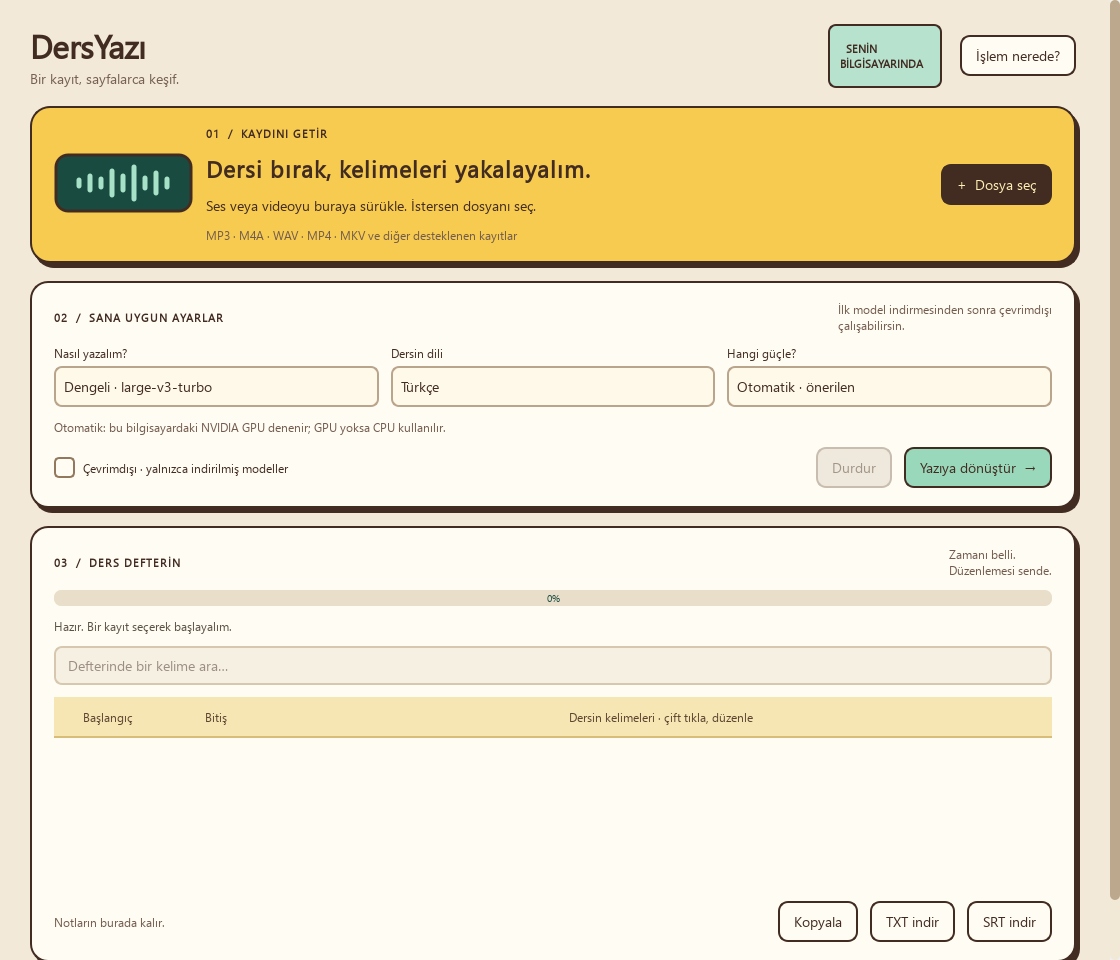 DersYazı
Bir kayıt, sayfalarca keşif.
SENİN
BİLGİSAYARINDA
İşlem nerede?
01 / KAYDINI GETİR
Dersi bırak, kelimeleri yakalayalım.
Ses veya videoyu buraya sürükle. İstersen dosyanı seç.
MP3 · M4A · WAV · MP4 · MKV ve diğer desteklenen kayıtlar
+ Dosya seç
02 / SANA UYGUN AYARLAR
İlk model indirmesinden sonra çevrimdışı
çalışabilirsin.
Nasıl yazalım?
Dersin dili
Hangi güçle?
Dengeli · large-v3-turbo
Türkçe
Otomatik · önerilen
Otomatik: bu bilgisayardaki NVIDIA GPU denenir; GPU yoksa CPU kullanılır.
Çevrimdışı · yalnızca indirilmiş modeller
Durdur
Yazıya dönüştür →
03 / DERS DEFTERİN
Zamanı belli.
Düzenlemesi sende.
0%
Hazır. Bir kayıt seçerek başlayalım.
Defterinde bir kelime ara...
Başlangıç
Bitiş
Dersin kelimeleri · çift tıkla, düzenle
Notların burada kalır.
Kopyala
TXT indir
SRT indir